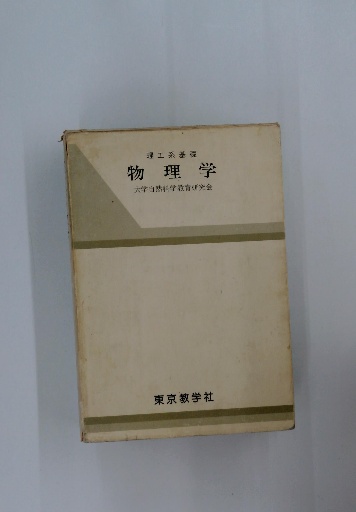 理工系基礎
物理学
大学自然科学教育研究会
東京教学社